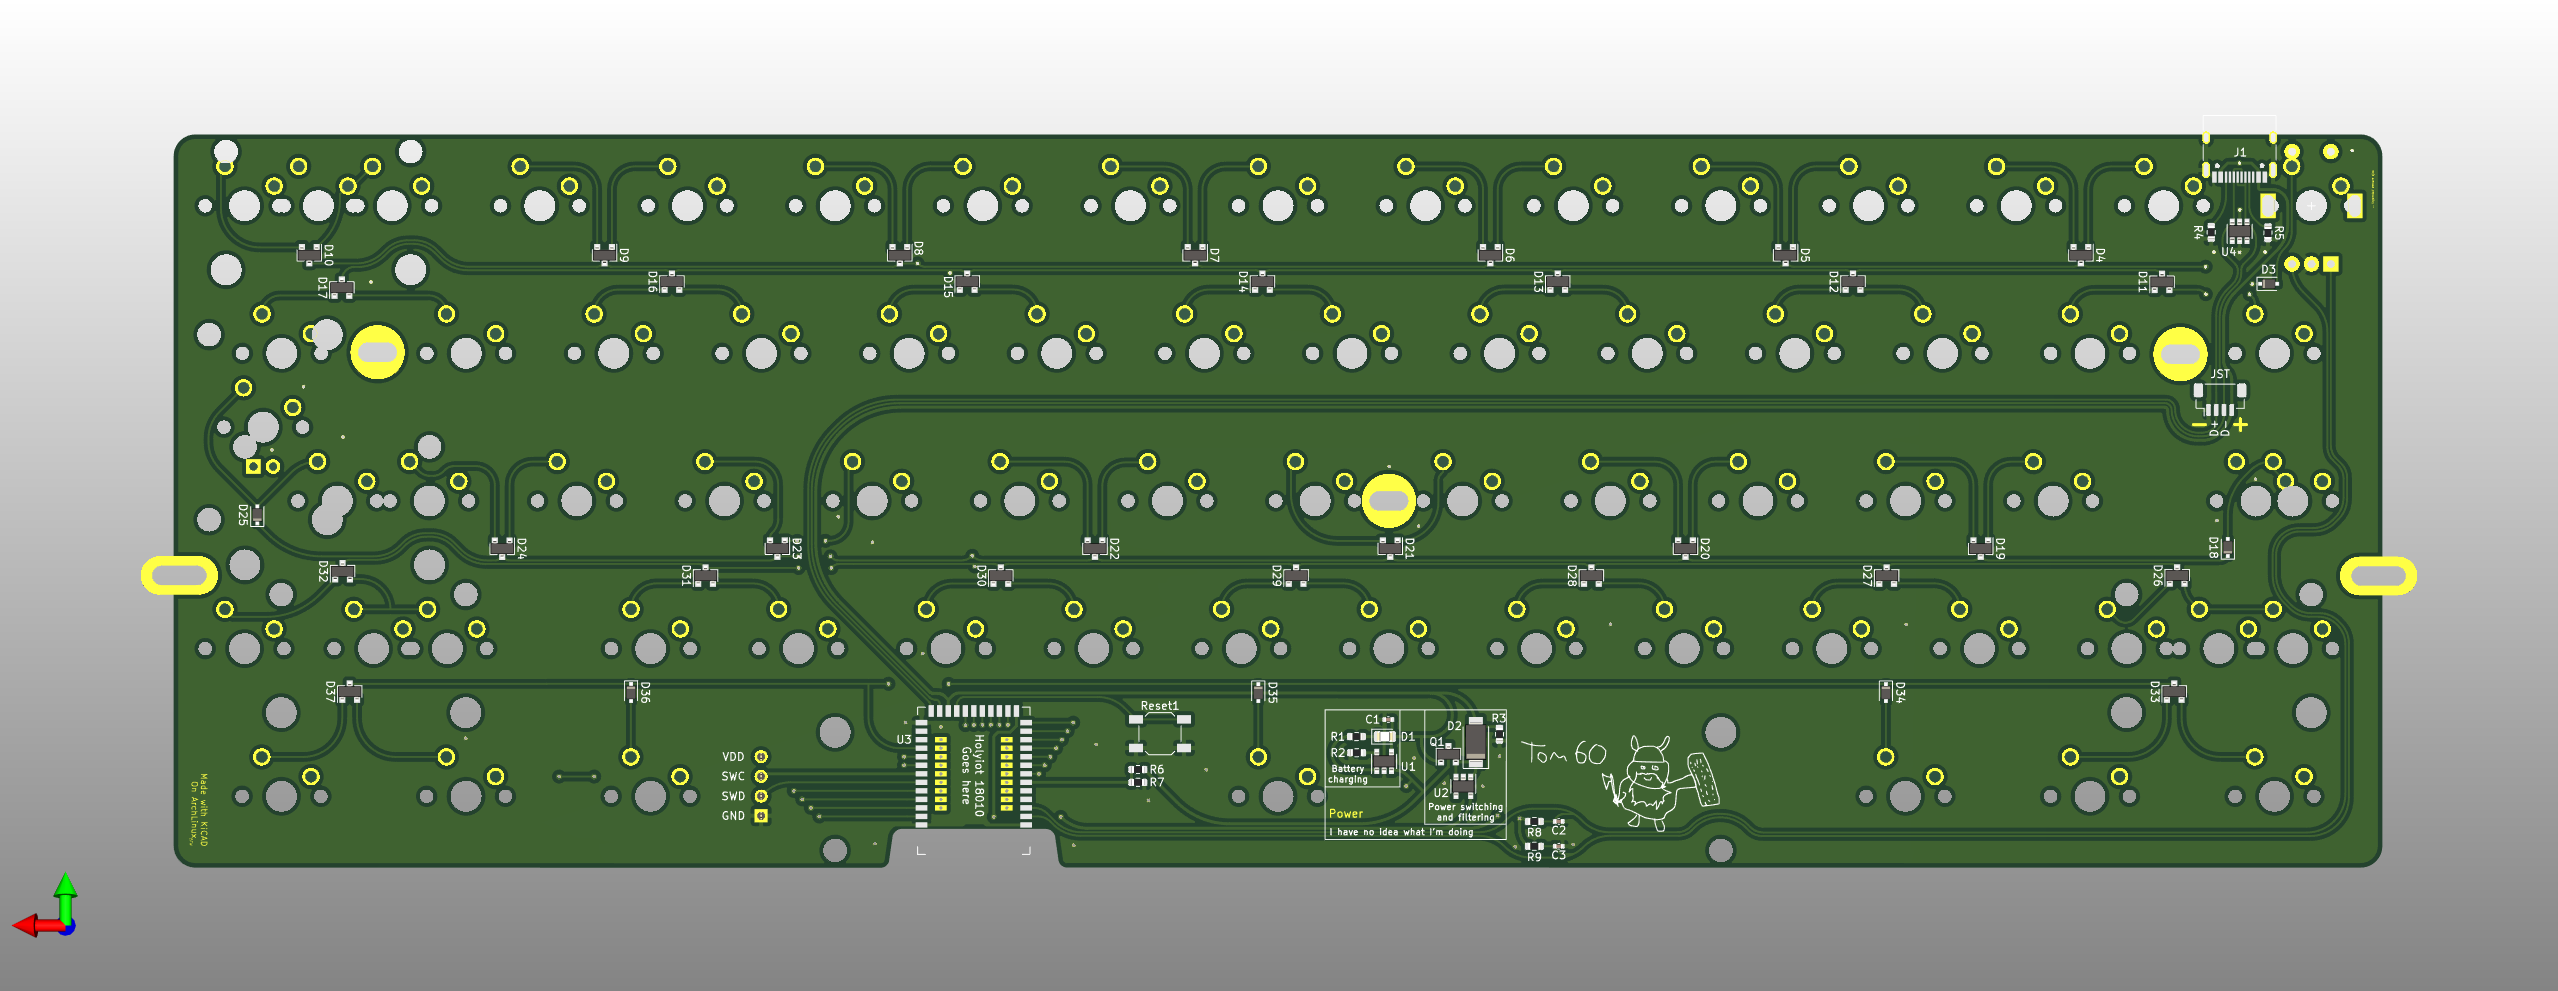 J1
D10
D9
D8
D7
D6
D5
D4
R4
R5
U4
D3
D17
D16
D15
D14
D13
D12
D11
JST
− D+ D− +
D25
D24
D23
D22
D21
D20
D19
D18
D32
D31
D30
D29
D28
D27
D26
D37
D36
D35
D34
D33
U3
Holyiot 18010
Goes here
VDD
SWC
SWD
GND
Reset1
R6
R7
C1
R1
D1
R2
U1
Battery
charging
D2
R3
Q1
U2
Power switching
and filtering
Power
I have no idea what I'm doing
Tom60
R8
C2
R9
C3
Made with KiCAD
On ArchLinux